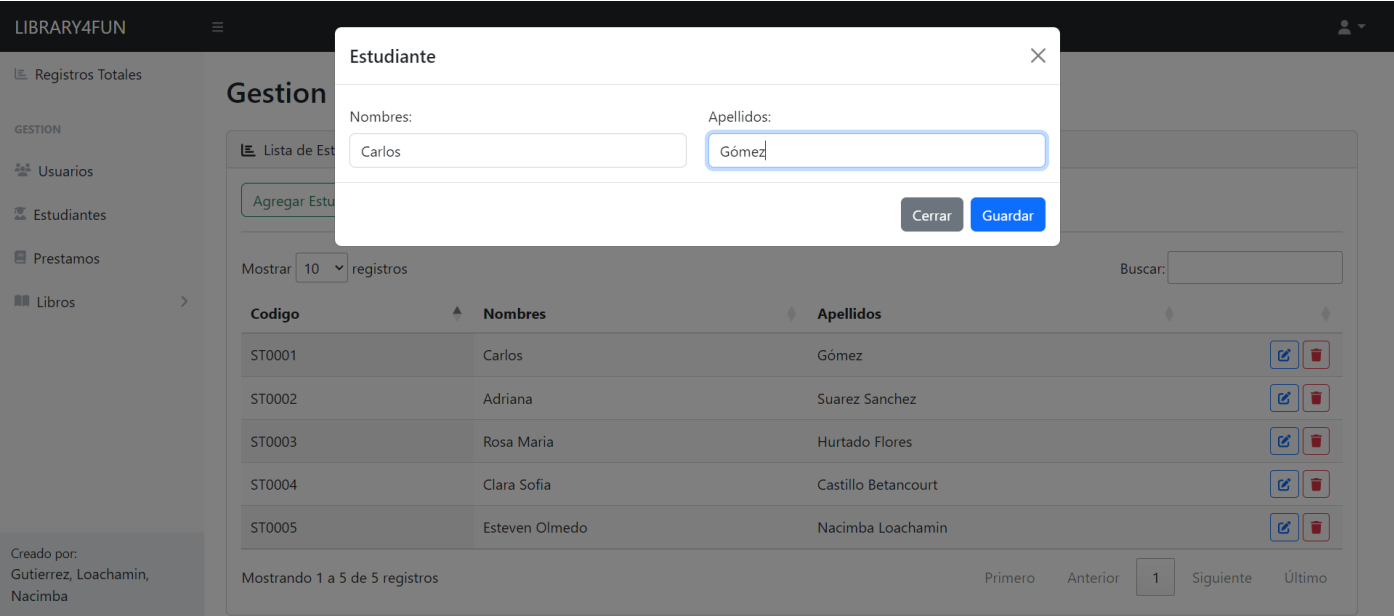 LIBRARY4FUN
Registros Totales
GESTION
Usuarios
Estudiantes
Prestamos
Libros
Creado por:
Gutierrez, Loachamin,
Nacimba
Estudiante
Nombres:
Apellidos:
Carlos
Gómez
Cerrar
Guardar
Gestion
Lista de Est
Agregar Estu
Mostrar 10 registros
Buscar:
Codigo Nombres Apellidos
ST0001 Carlos Gómez
ST0002 Adriana Suarez Sanchez
ST0003 Rosa Maria Hurtado Flores
ST0004 Clara Sofia Castillo Betancourt
ST0005 Esteven Olmedo Nacimba Loachamin
Mostrando 1 a 5 de 5 registros
Primero Anterior 1 Siguiente Último